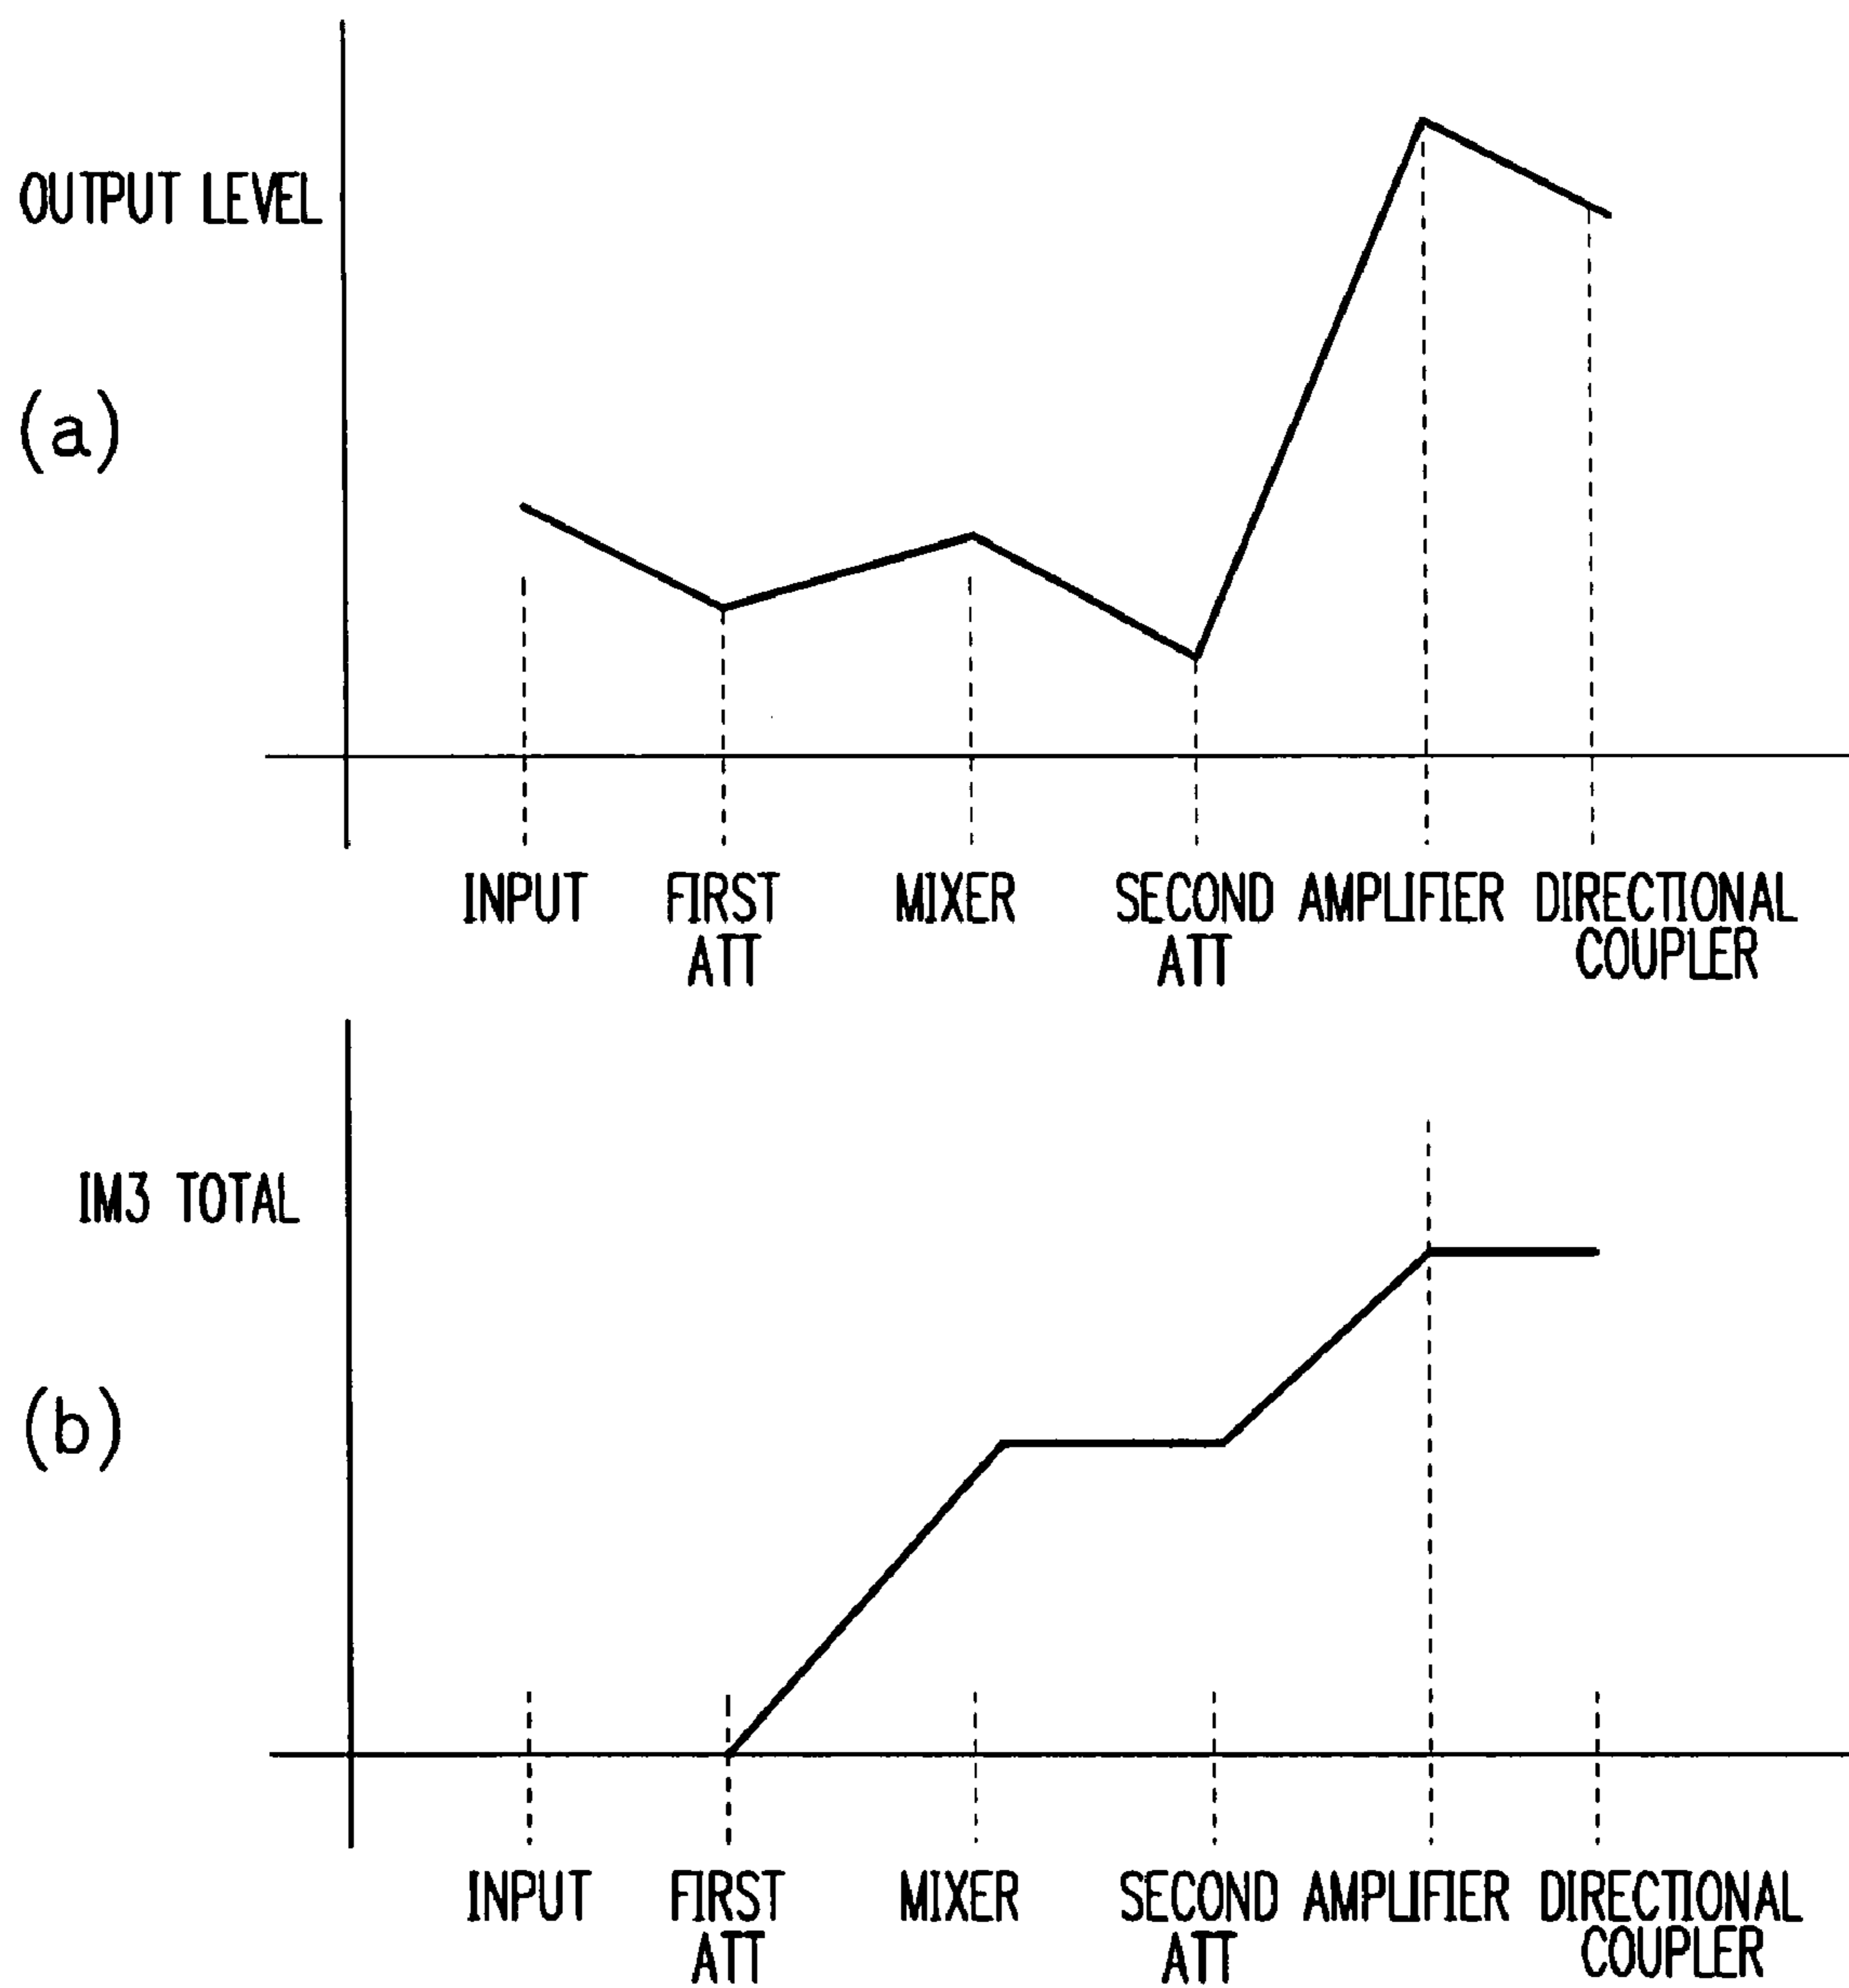 OUTPUT LEVEL
(a)
INPUT FIRST MIXER SECOND AMPLIFIER DIRECTIONAL
ATT ATT COUPLER
IM3 TOTAL
(b)
INPUT FIRST MIXER SECOND AMPLIFIER DIRECTIONAL
ATT ATT COUPLER